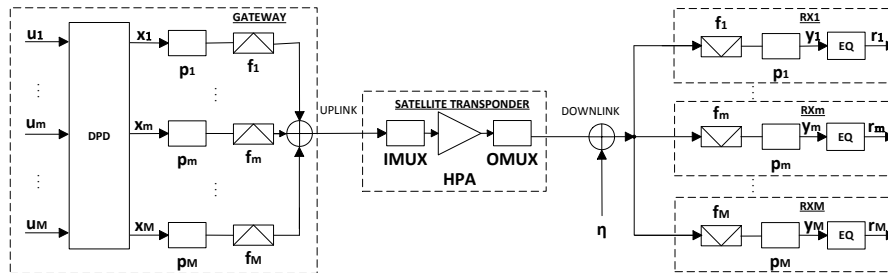 GATEWAY
u1
x1
p1
f1
um
DPD
xm
pm
fm
uM
xM
pM
fM
UPLINK
SATELLITE TRANSPONDER
IMUX
OMUX
HPA
DOWNLINK
η
RX1
f1
y1
EQ
r1
p1
RXm
fm
ym
EQ
rm
pm
RXM
fM
yM
EQ
rM
pM